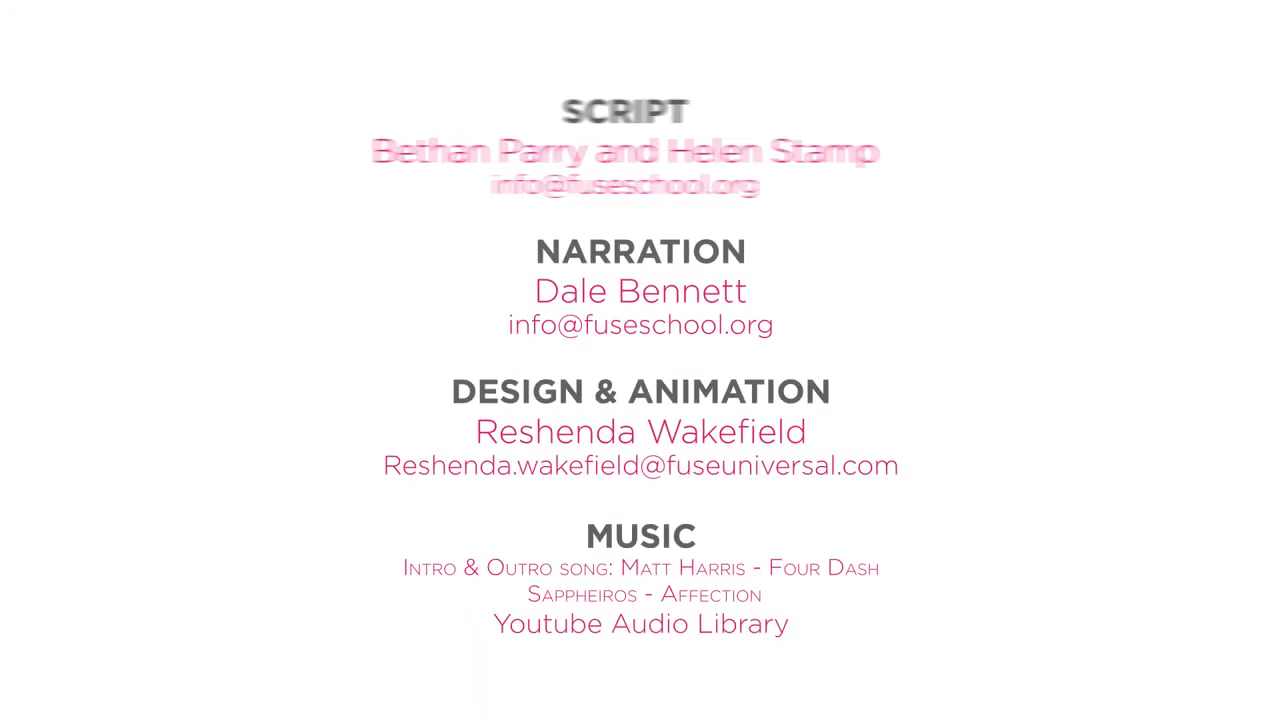 SCRIPT
Bethan Parry and Helen Stamp
info@fuseschool.org
NARRATION
Dale Bennett
info@fuseschool.org
DESIGN & ANIMATION
Reshenda Wakefield
Reshenda.wakefield@fuseuniversal.com
MUSIC
Intro & Outro song: Matt Harris - Four Dash
Sappheiros - Affection
Youtube Audio Library